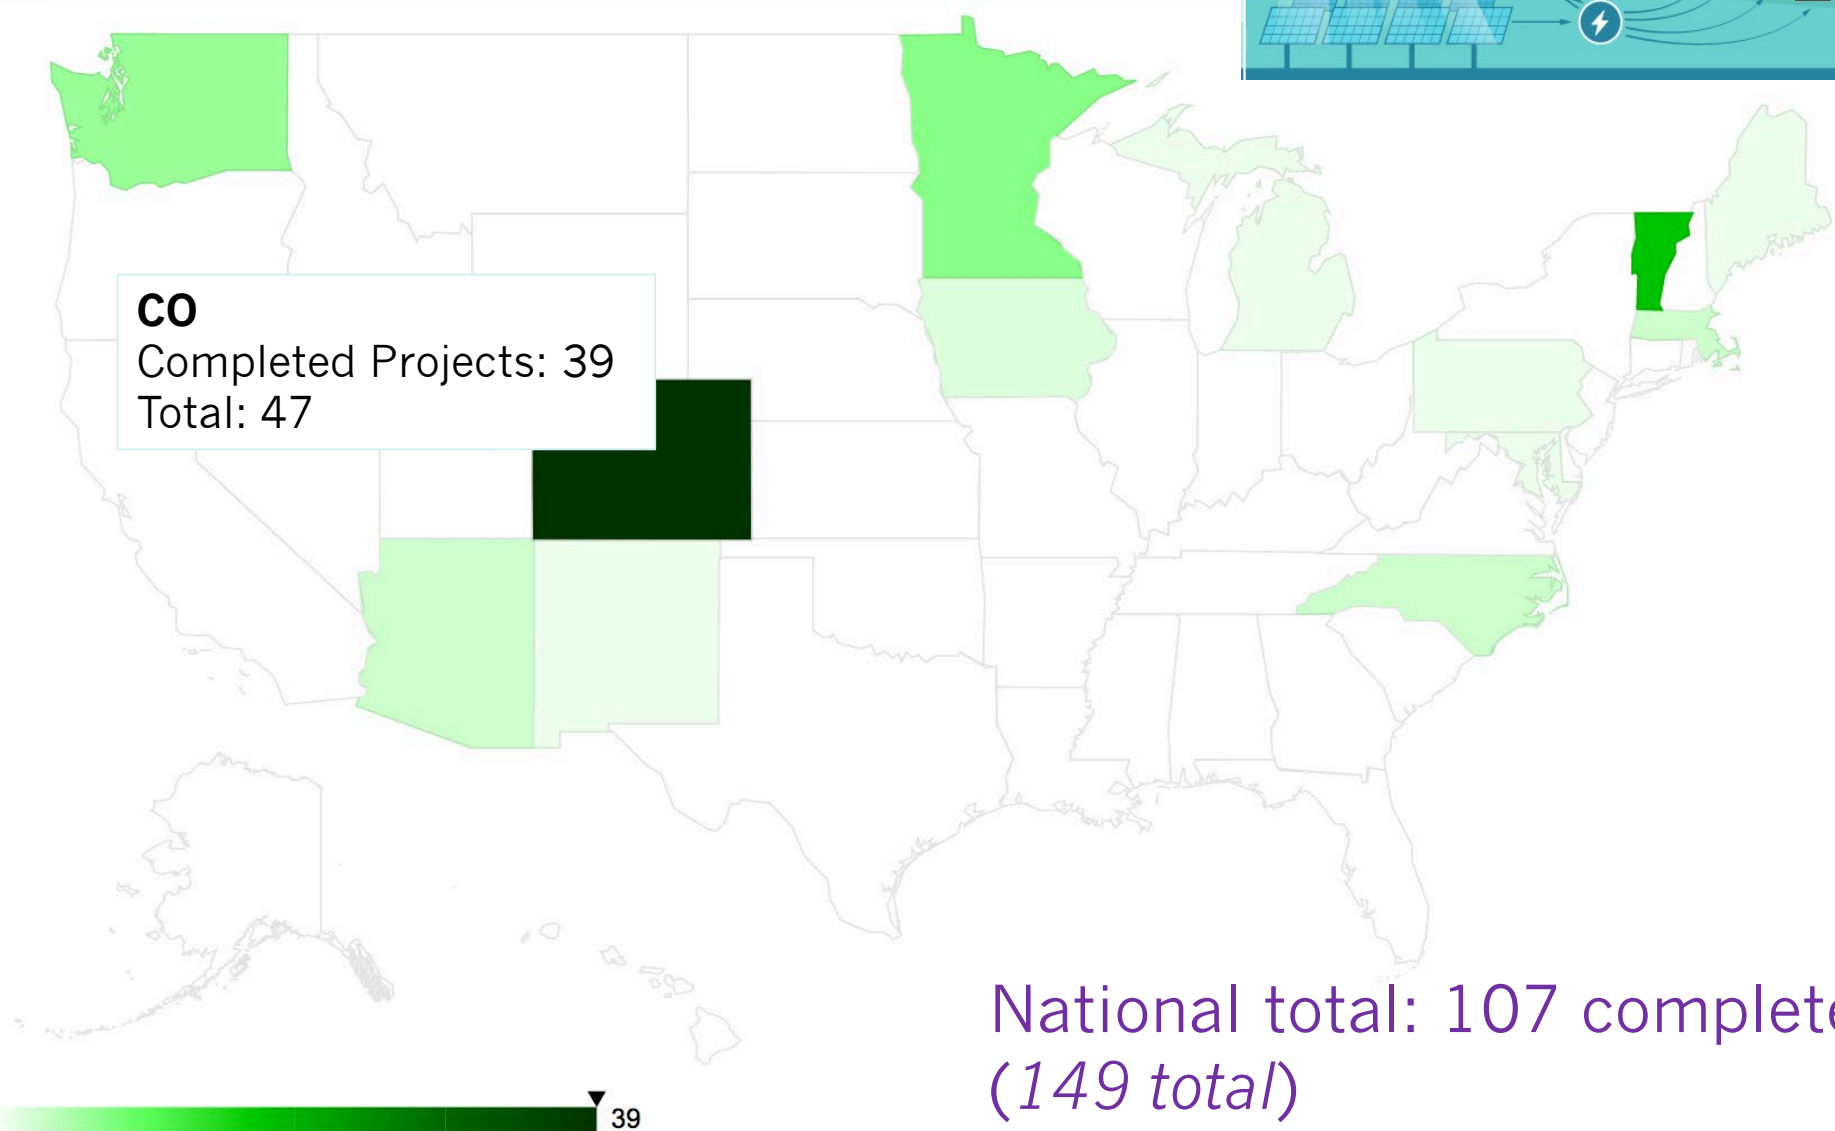 CO
Completed Projects: 39
Total: 47
National total: 107 complete
(149 total)
39